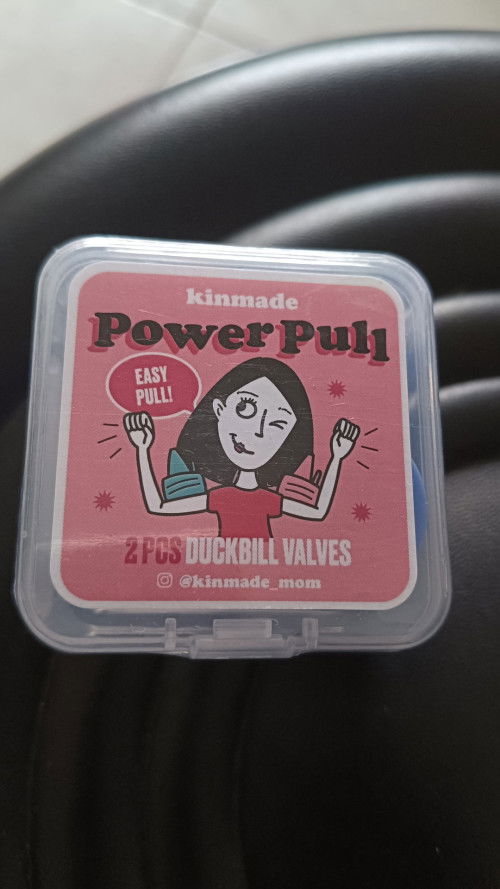 kinmade
Power Pull
EASY
PULL!
2 PCS DUCKBILL VALVES
@kinmade_mom